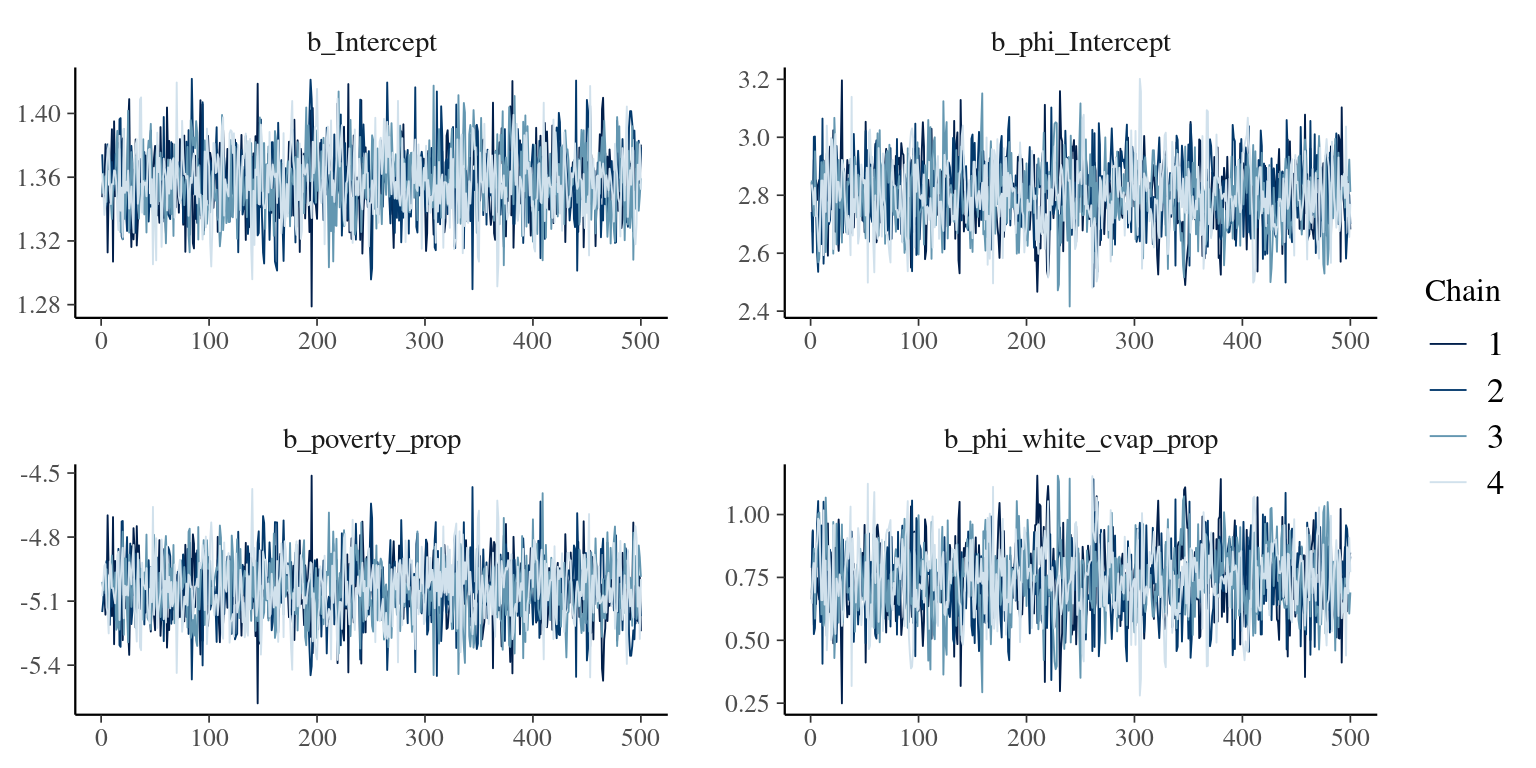 b_Intercept
1.40
1.36
1.32
1.28
0 100 200 300 400 500
b_phi_Intercept
3.2
3.0
2.8
2.6
2.4
0 100 200 300 400 500
b_poverty_prop
-4.5
-4.8
-5.1
-5.4
0 100 200 300 400 500
b_phi_white_cvap_prop
1.00
0.75
0.50
0.25
0 100 200 300 400 500
Chain
1
2
3
4